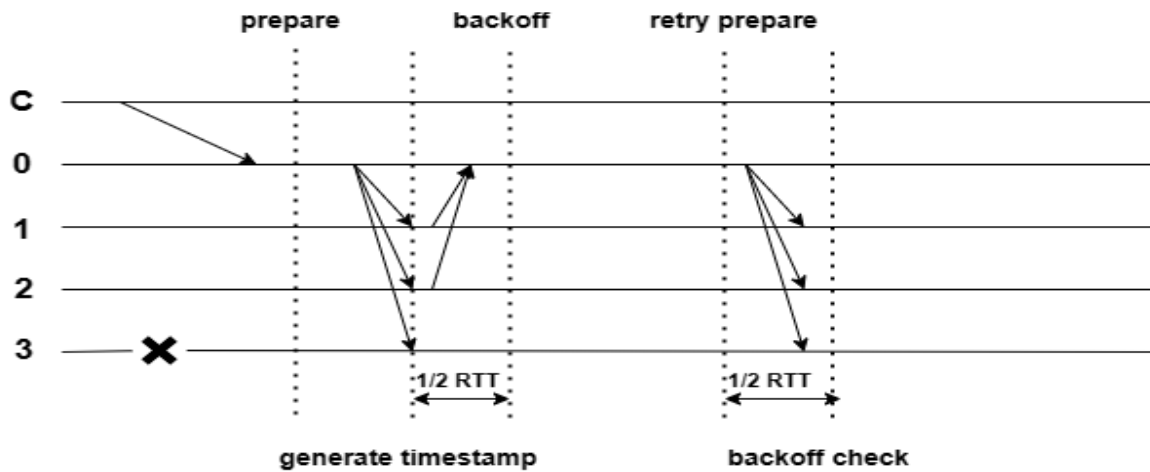 prepare backoff retry prepare
C
0
1
2
3
1/2 RTT 1/2 RTT
generate timestamp backoff check